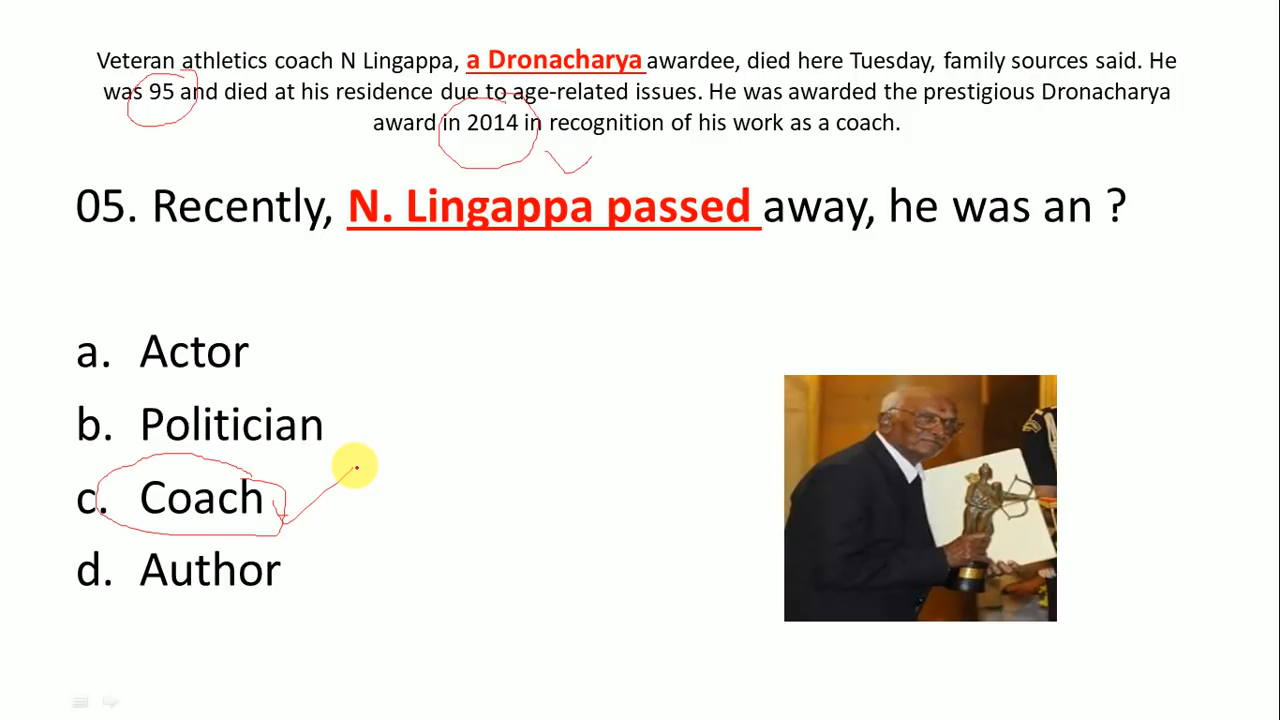 Veteran athletics coach N Lingappa, a Dronacharya awardee, died here Tuesday, family sources said. He
was 95 and died at his residence due to age-related issues. He was awarded the prestigious Dronacharya
award in 2014 in recognition of his work as a coach.
05. Recently, N. Lingappa passed away, he was an ?
a. Actor
b. Politician
c. Coach
d. Author